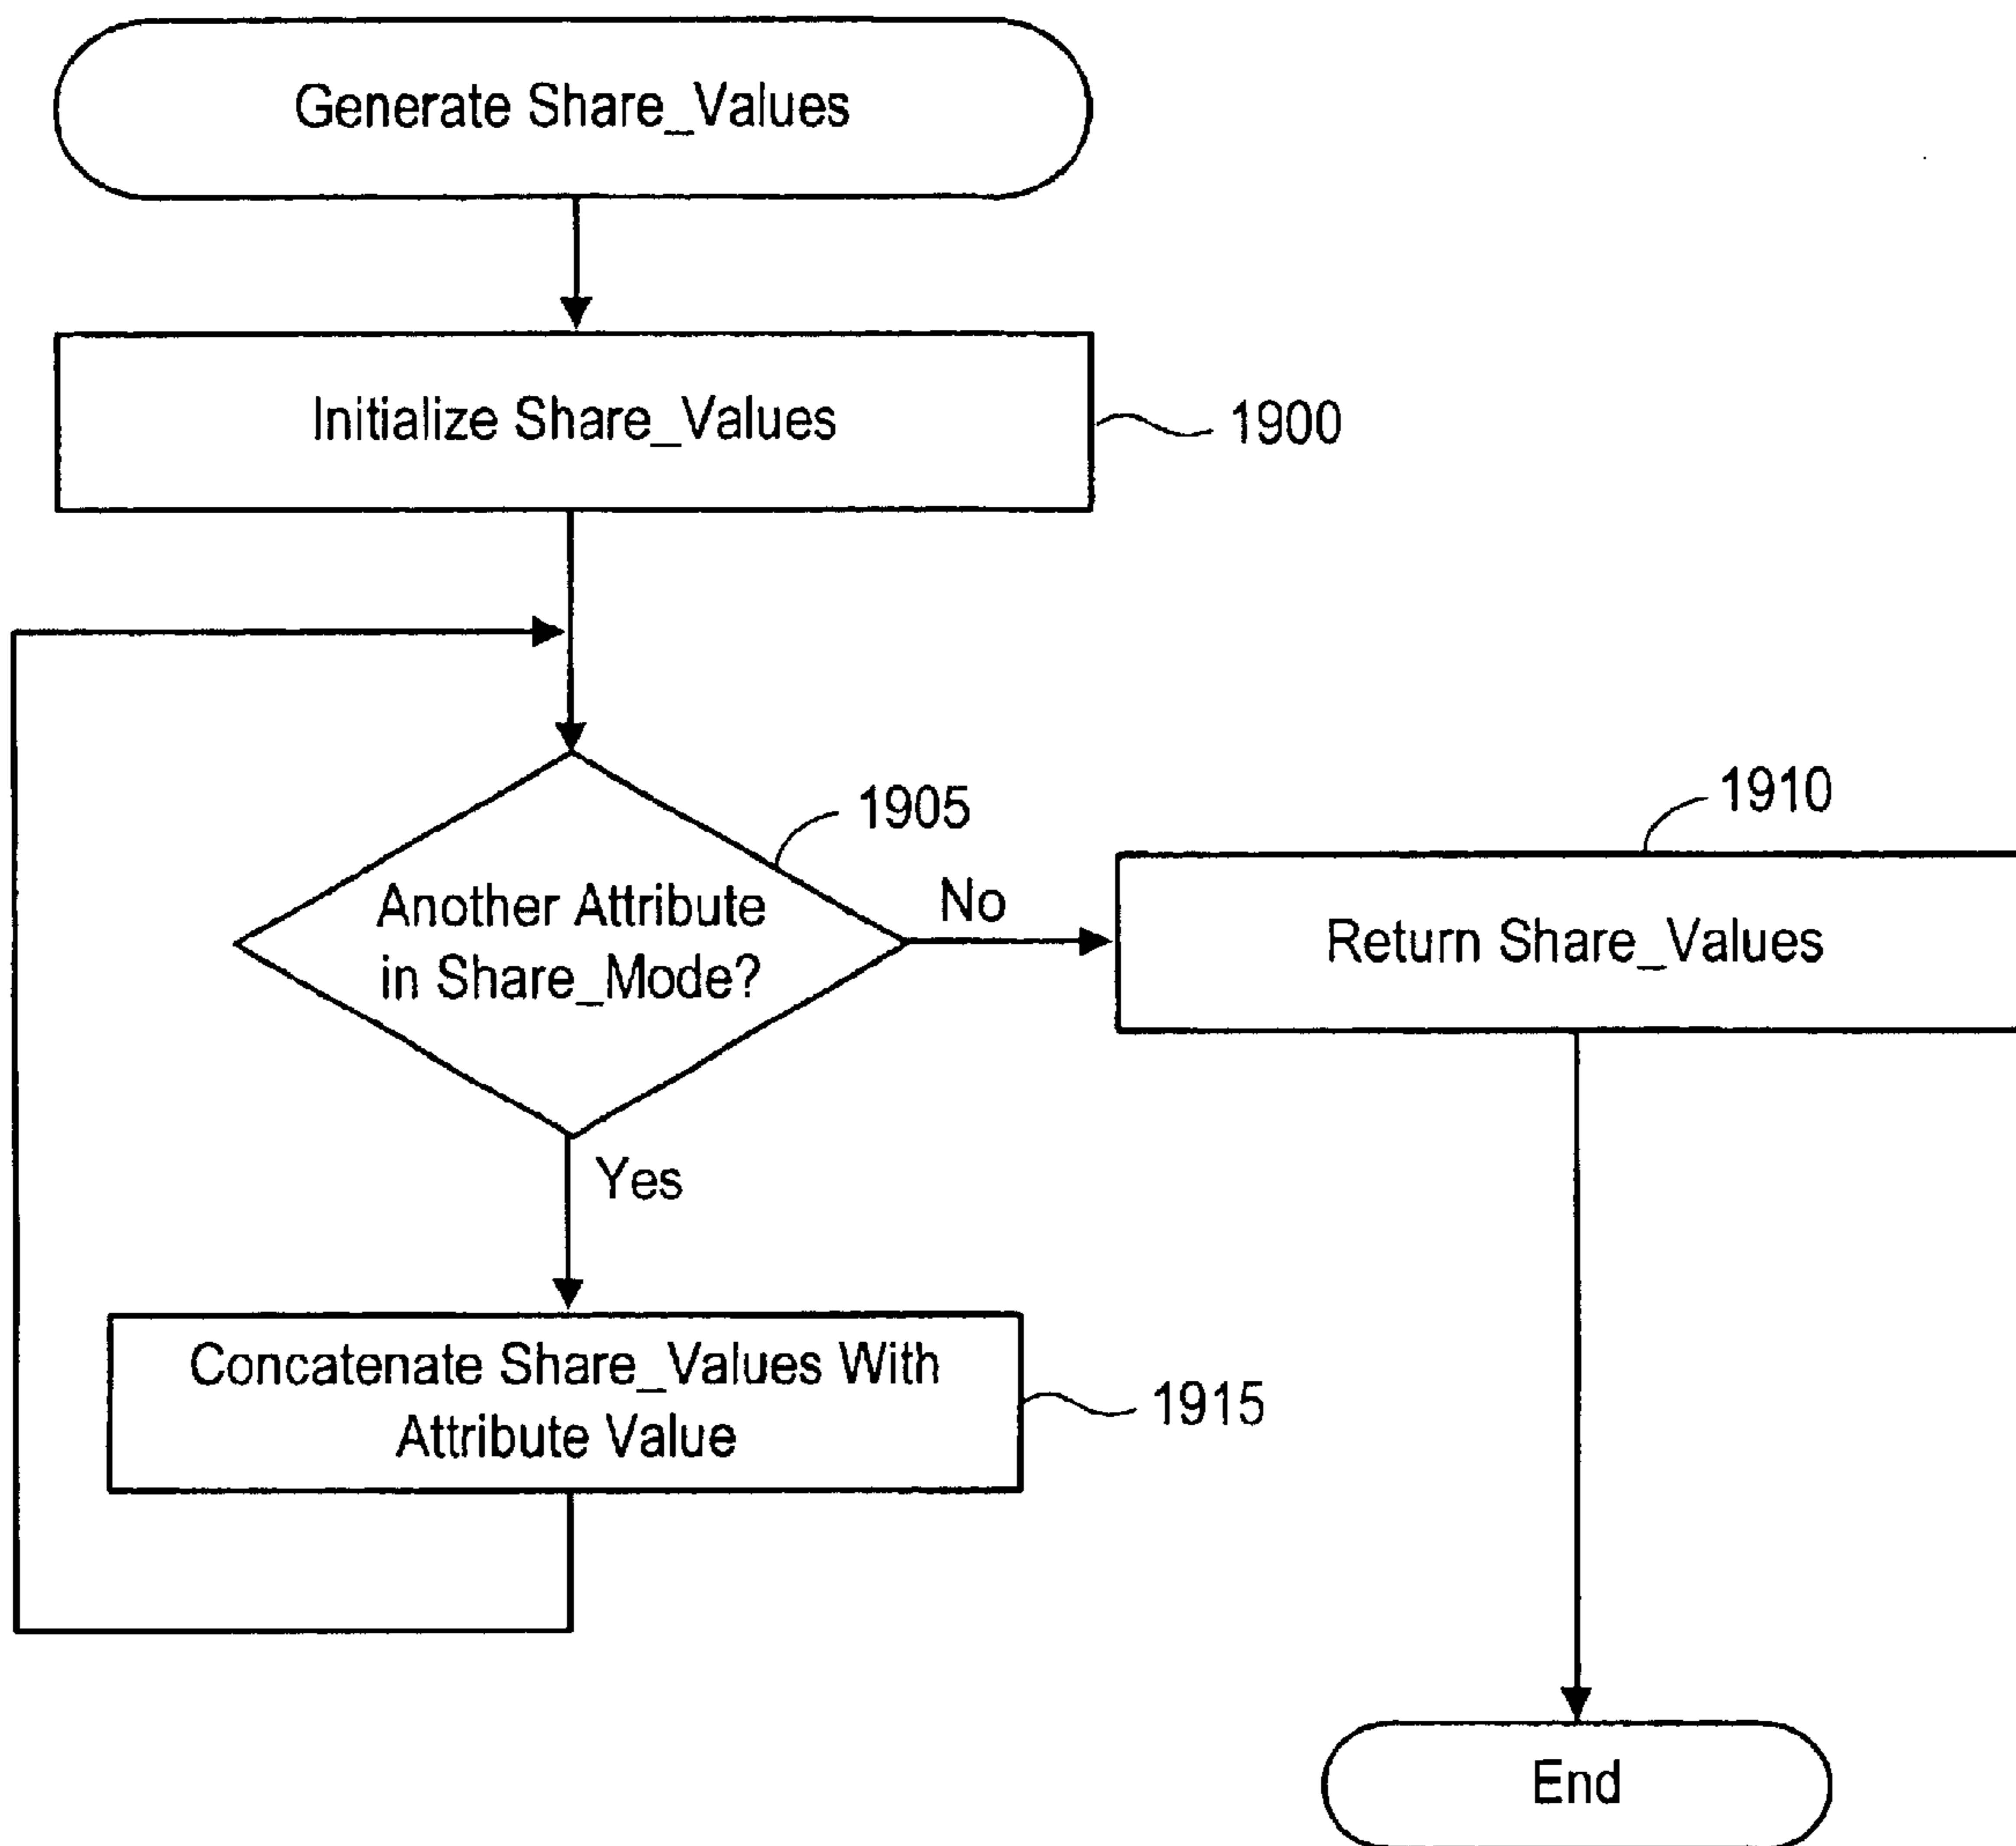 Generate Share_Values
Initialize Share_Values
1900
1905
Another Attribute
in Share_Mode?
No
1910
Return Share_Values
Yes
Concatenate Share_Values With
Attribute Value
1915
End